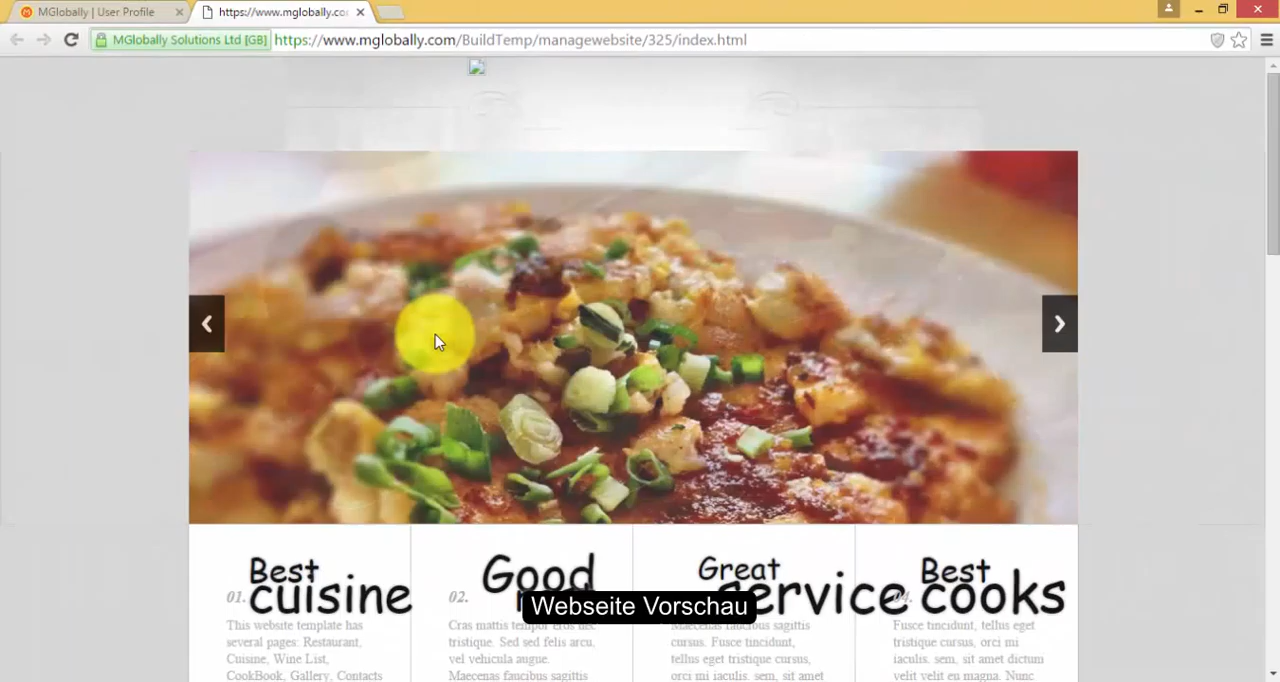 MGlobally | User Profile
https://www.mglobally.co
MGlobally Solutions Ltd [GB]
https://www.mglobally.com/BuildTemp/managewebsite/325/index.html
Best
01. cuisine
This website template has
several pages: Restaurant,
Cuisine, Wine List,
CookBook, Gallery, Contacts
Good
02.
Cras mattis tempor eros nec
tristique. Sed sed felis arcu,
vel vehicula augue.
Maecenas faucibus sagittis
Great
service
Maecenas faucibus sagittis
cursus. Fusce tincidunt,
tellus eget tristique cursus,
orci mi iaculis sem, sit amet
Best
04. cooks
Fusce tincidunt, tellus eget
tristique cursus, orci mi
iaculis. sem, sit amet dictum
velit vel eu magna. Nunc
Webseite Vorschau